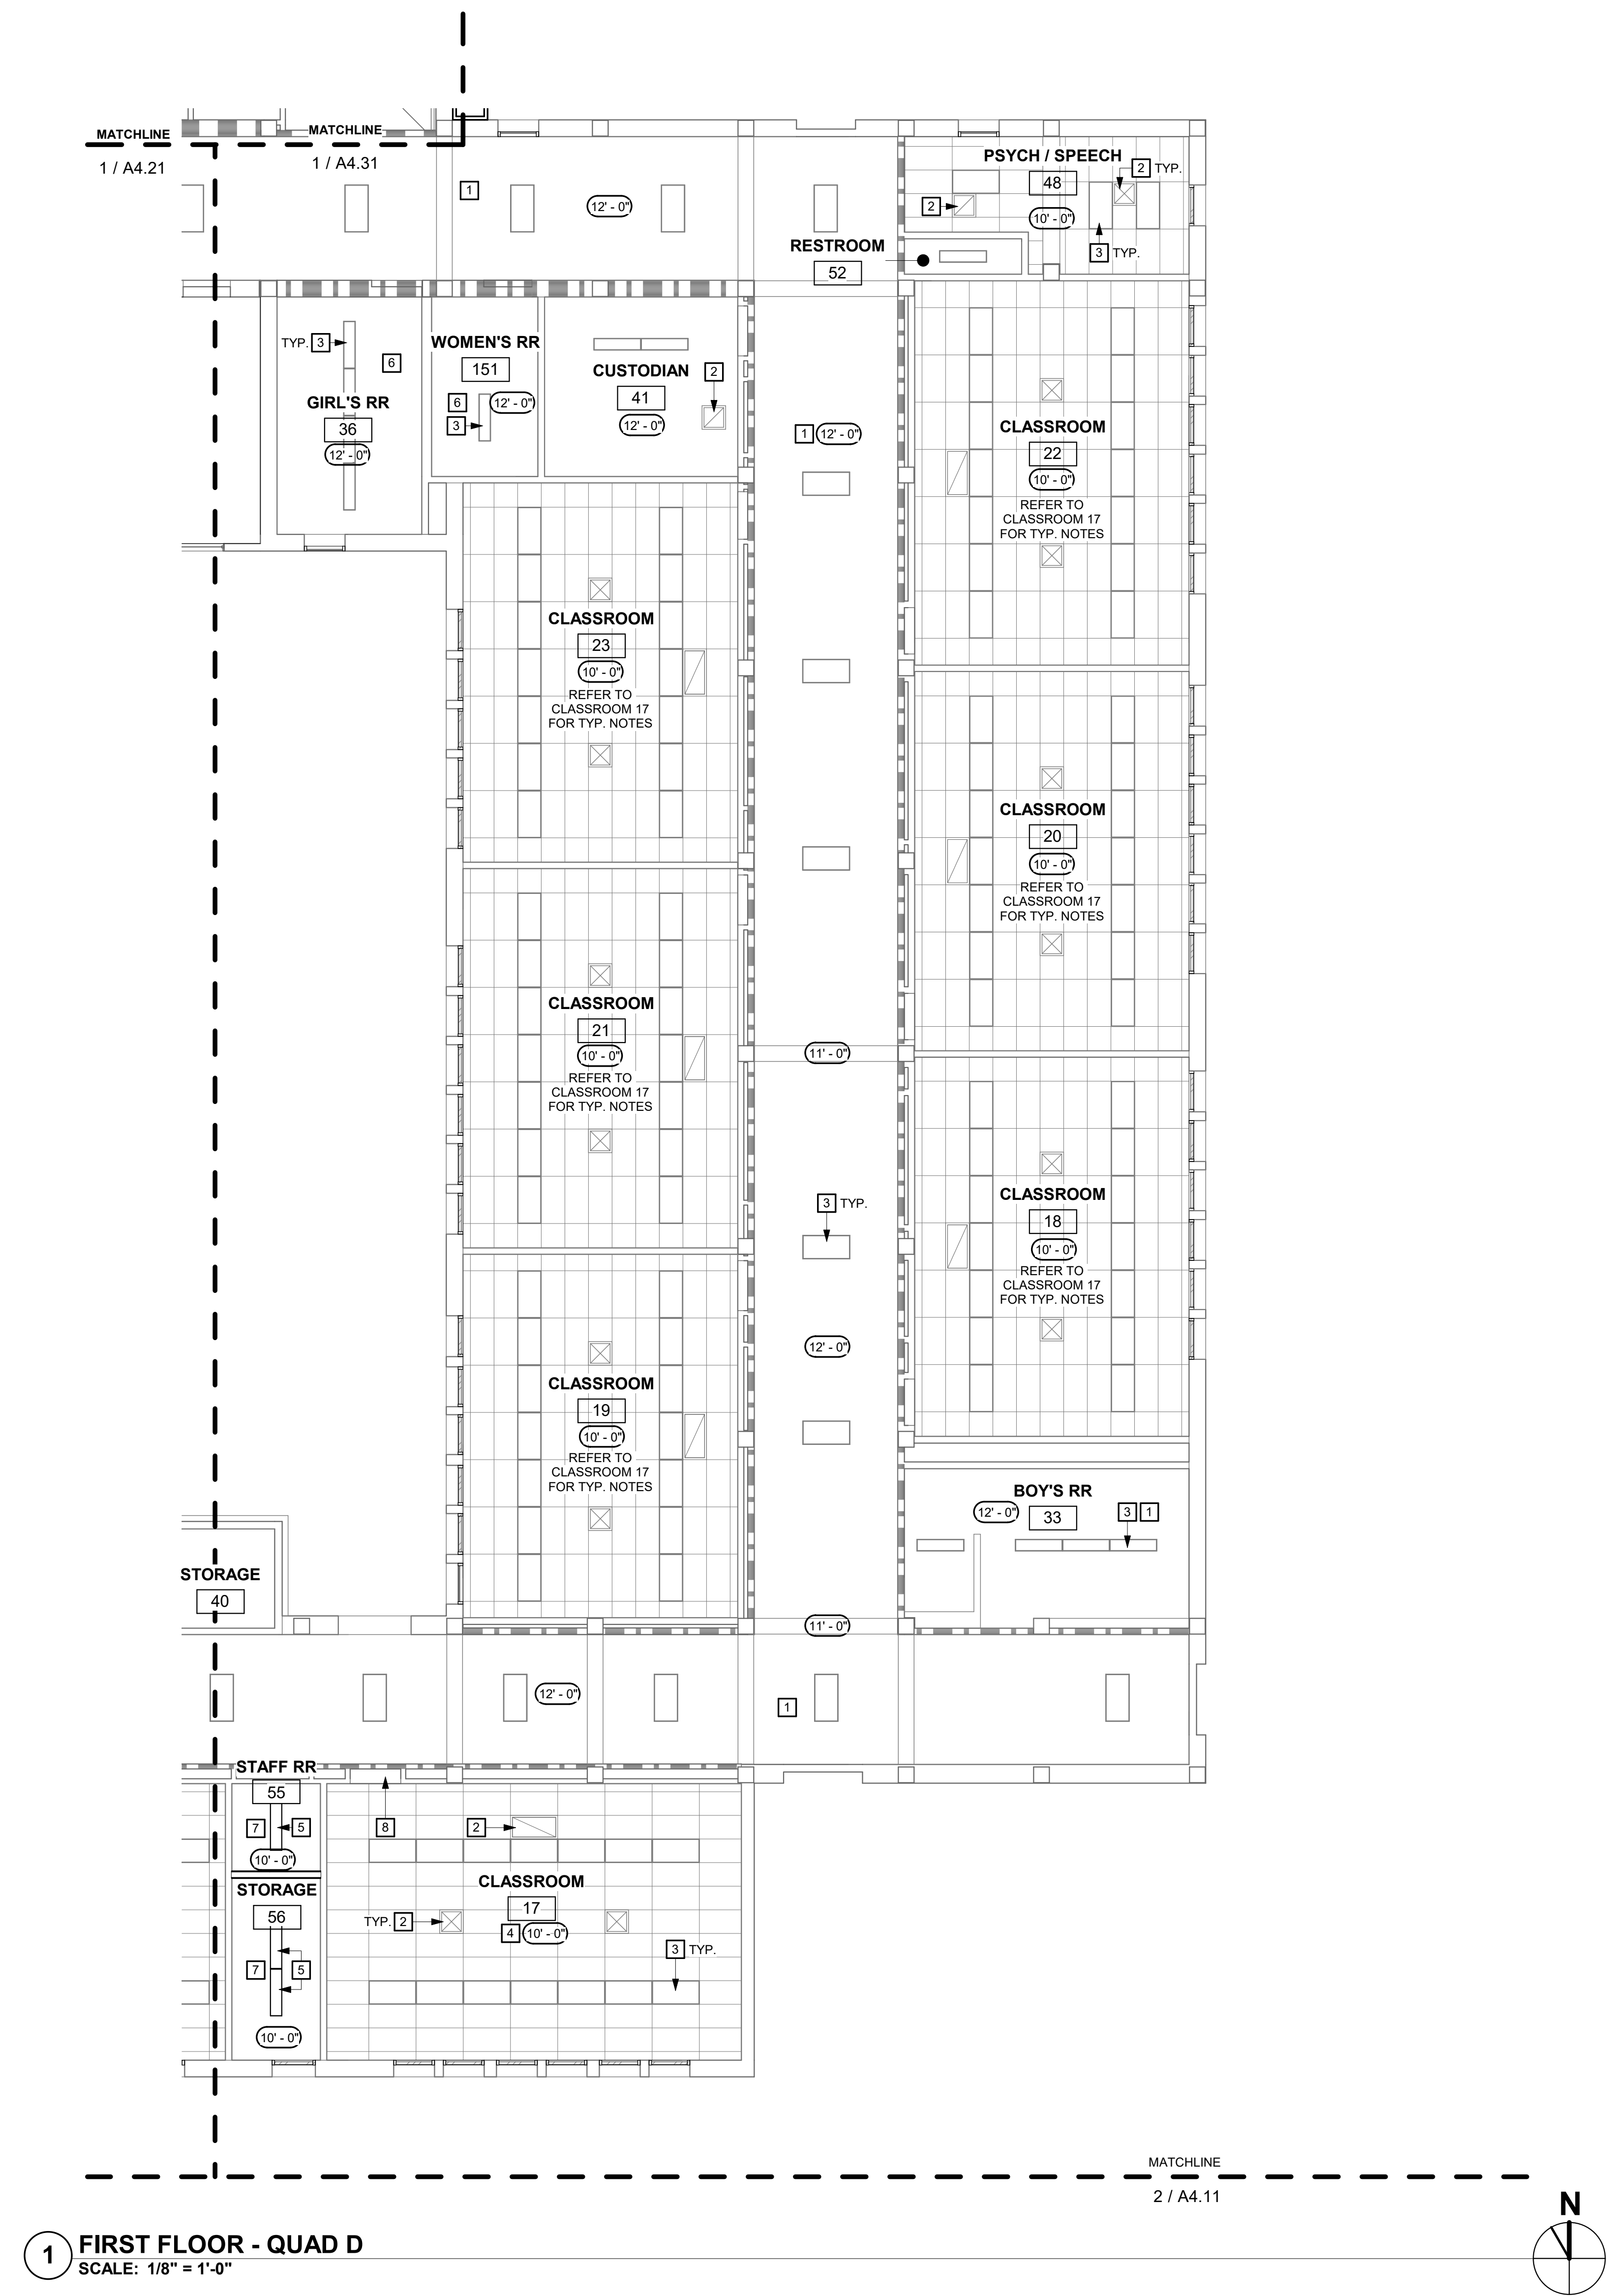 MATCHLINE
1 / A4.21
MATCHLINE
1 / A4.31
1
12' - 0"
PSYCH / SPEECH
48
10' - 0"
2 TYP.
2
3 TYP.
RESTROOM
52
TYP. 3
6
GIRL'S RR
36
12' - 0"
WOMEN'S RR
151
6
12' - 0"
3
CUSTODIAN
41
12' - 0"
2
1
12' - 0"
CLASSROOM
22
10' - 0"
REFER TO
CLASSROOM 17
FOR TYP. NOTES
CLASSROOM
23
10' - 0"
REFER TO
CLASSROOM 17
FOR TYP. NOTES
CLASSROOM
20
10' - 0"
REFER TO
CLASSROOM 17
FOR TYP. NOTES
CLASSROOM
21
10' - 0"
REFER TO
CLASSROOM 17
FOR TYP. NOTES
11' - 0"
3 TYP.
CLASSROOM
18
10' - 0"
REFER TO
CLASSROOM 17
FOR TYP. NOTES
12' - 0"
CLASSROOM
19
10' - 0"
REFER TO
CLASSROOM 17
FOR TYP. NOTES
BOY'S RR
12' - 0"
33
3 1
STORAGE
40
11' - 0"
12' - 0"
1
STAFF RR
55
7
5
10' - 0"
8
2
STORAGE
56
7
5
10' - 0"
CLASSROOM
17
TYP. 2
4
10' - 0"
3 TYP.
MATCHLINE
2 / A4.11
N
1
FIRST FLOOR - QUAD D
SCALE: 1/8" = 1'-0"